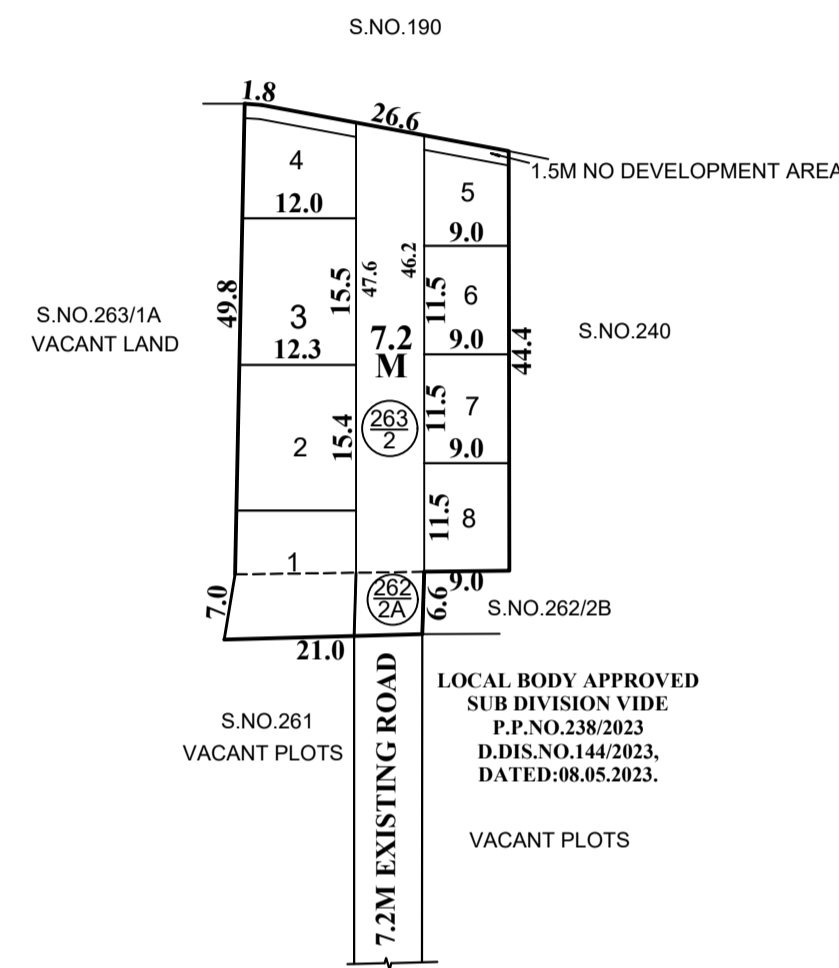 S.NO.190
1.8
26.6
4
1.5M NO DEVELOPMENT AREA
5
12.0
9.0
47.6
46.2
15.5
11.5
6
49.8
S.NO.263/1A
VACANT LAND
3
12.3
7.2
M
9.0
44.4
S.NO.240
2
15.4
263
2
11.5
7
9.0
11.5
8
1
7.0
262
2A
6.6
9.0
S.NO.262/2B
21.0
7.2M EXISTING ROAD
LOCAL BODY APPROVED
SUB DIVISION VIDE
P.P.NO.238/2023
D.DIS.NO.144/2023,
DATED:08.05.2023.
S.NO.261
VACANT PLOTS
VACANT PLOTS